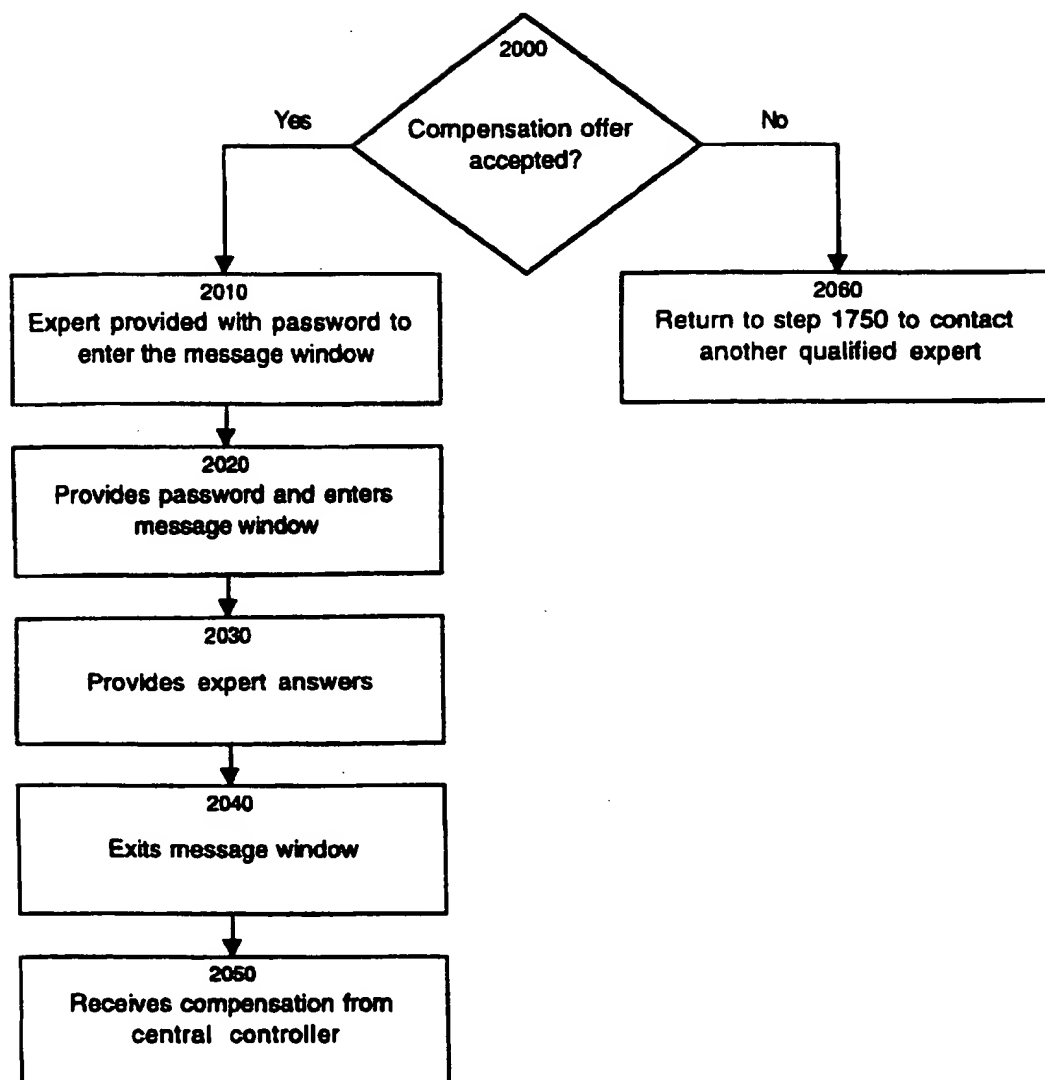 2000
Compensation offer
accepted?
Yes
No
2010
Expert provided with password to
enter the message window
2060
Return to step 1750 to contact
another qualified expert
2020
Provides password and enters
message window
2030
Provides expert answers
2040
Exits message window
2050
Receives compensation from
central controller